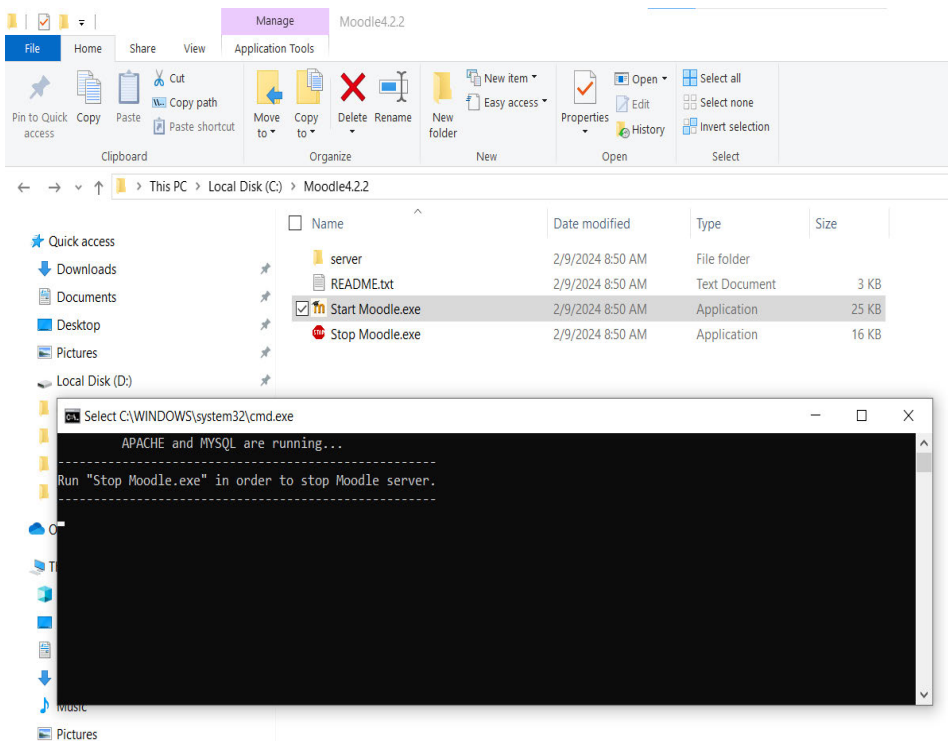 Manage
Moodle4.2.2
File Home Share View Application Tools
Pin to Quick access
Copy
Paste
Cut
Copy path
Paste shortcut
Move to
Copy to
Delete
Rename
New folder
New item
Easy access
Properties
Open
Edit
History
Select all
Select none
Invert selection
Clipboard Organize New Open Select
This PC > Local Disk (C:) > Moodle4.2.2
Name Date modified Type Size
Quick access
Downloads
Documents
Desktop
Pictures
Local Disk (D:)
server 2/9/2024 8:50 AM File folder
README.txt 2/9/2024 8:50 AM Text Document 3 KB
Start Moodle.exe 2/9/2024 8:50 AM Application 25 KB
STOP Stop Moodle.exe 2/9/2024 8:50 AM Application 16 KB
C:\. Select C:\WINDOWS\system32\cmd.exe
APACHE and MYSQL are running...
------------------------------------------------------
Run "Stop Moodle.exe" in order to stop Moodle server.
------------------------------------------------------
O
Music
Pictures